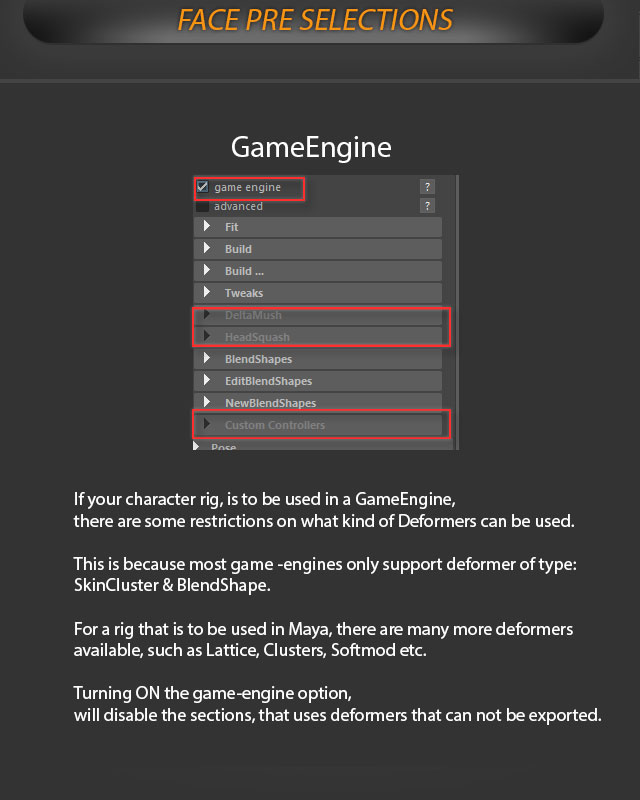 FACE PRE SELECTIONS
GameEngine
game engine ?
advanced ?
Fit
Build
Build ...
Tweaks
DeltaMush
HeadSquash
BlendShapes
EditBlendShapes
NewBlendShapes
Custom Controllers
Pose
If your character rig, is to be used in a GameEngine,
there are some restrictions on what kind of Deformers can be used.
This is because most game -engines only support deformer of type:
SkinCluster & BlendShape.
For a rig that is to be used in Maya, there are many more deformers
available, such as Lattice, Clusters, Softmod etc.
Turning ON the game-engine option,
will disable the sections, that uses deformers that can not be exported.